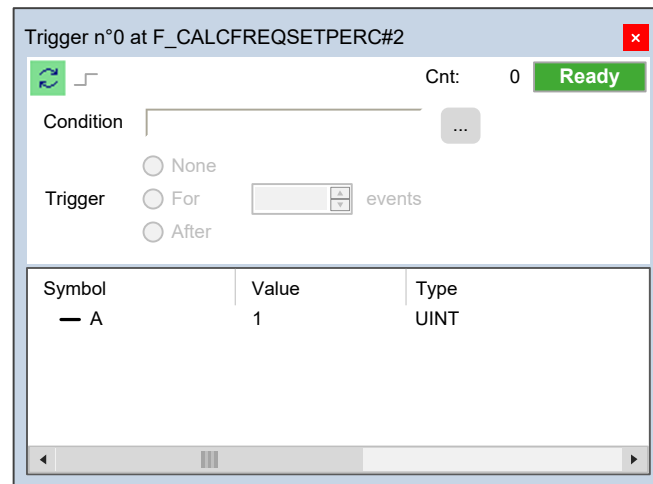 Trigger n°0 at F_CALCFREQSETPERC#2
Cnt: 0 Ready
Condition ...
None
Trigger For events
After
Symbol Value Type
A 1 UINT